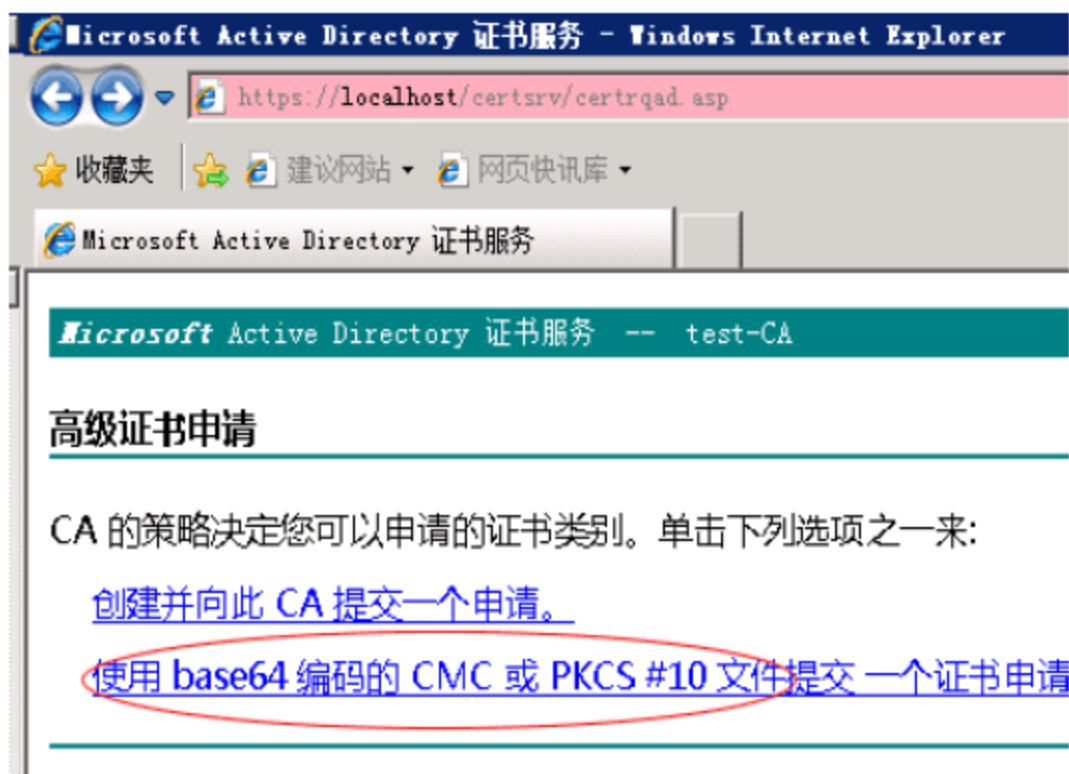 Microsoft Active Directory 证书服务 - Windows Internet Explorer
https://localhost/certsrv/certrqad.asp
收藏夹 建议网站 网页快讯库
Microsoft Active Directory 证书服务
Microsoft Active Directory 证书服务 -- test-CA
高级证书申请
CA 的策略决定您可以申请的证书类别。单击下列选项之一来:
创建并向此 CA 提交一个申请。
使用 base64 编码的 CMC 或 PKCS #10 文件提交 一个证书申请